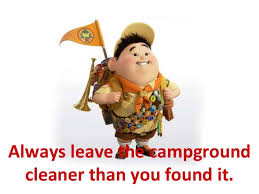 Always leave the campground
cleaner than you found it.